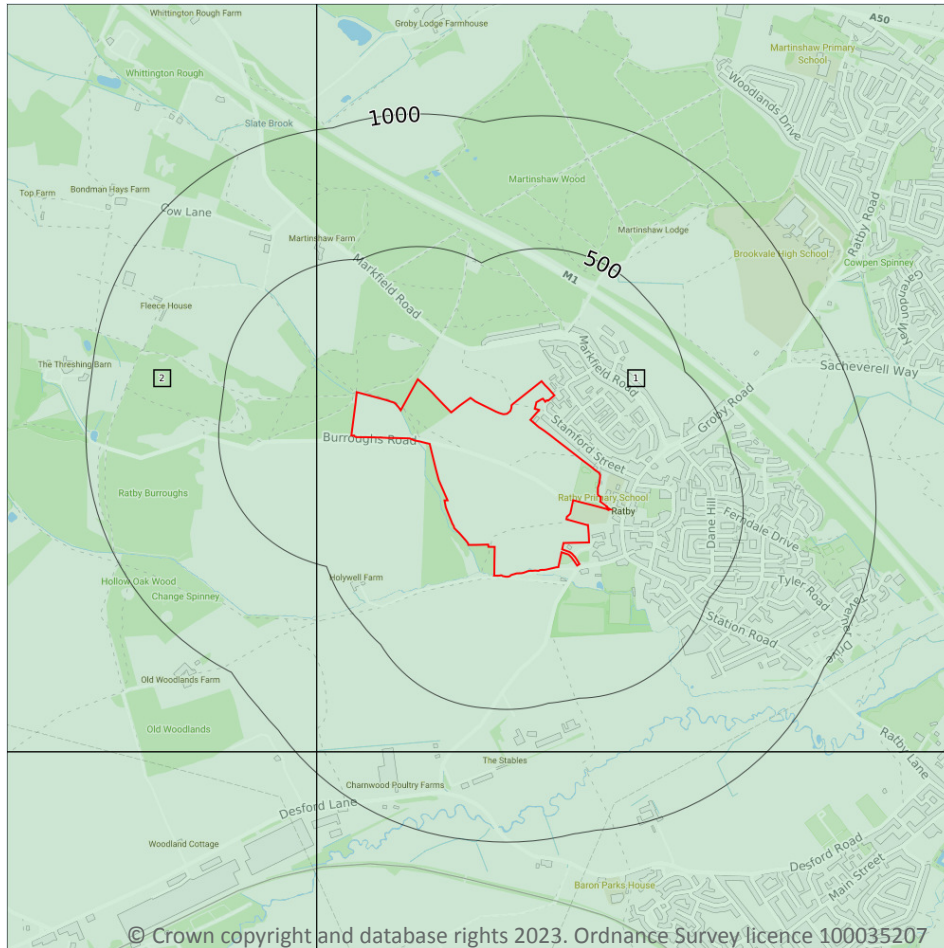 Whittington Rough Farm
Groby Lodge Farmhouse
A50
Martinshaw Primary
School
Whittington Rough
Woodlands Drive
1000
Slate Brook
Martinshaw Wood
Top Farm
Bondman Hays Farm
Cow Lane
Ratby Road
Martinshaw Farm
Martinshaw Lodge
Brookvale High School
Cowpen Spinney
500
Markfield Road
M1
Garendon Way
Fleece House
The Threshing Barn
2
1
Markfield Road
Sacheverell Way
Groby Road
Burroughs Road
Stamford Street
Ratby Burroughs
Ratby Primary School
Ratby
Dane Hill
Ferndale Drive
Hollow Oak Wood
Change Spinney
Holywell Farm
Tyler Road
Taverner Drive
Station Road
Old Woodlands Farm
Old Woodlands
Ratby Lane
The Stables
Charnwood Poultry Farms
Desford Lane
Woodland Cottage
Desford Road
Main Street
Baron Parks House
© Crown copyright and database rights 2023. Ordnance Survey licence 100035207